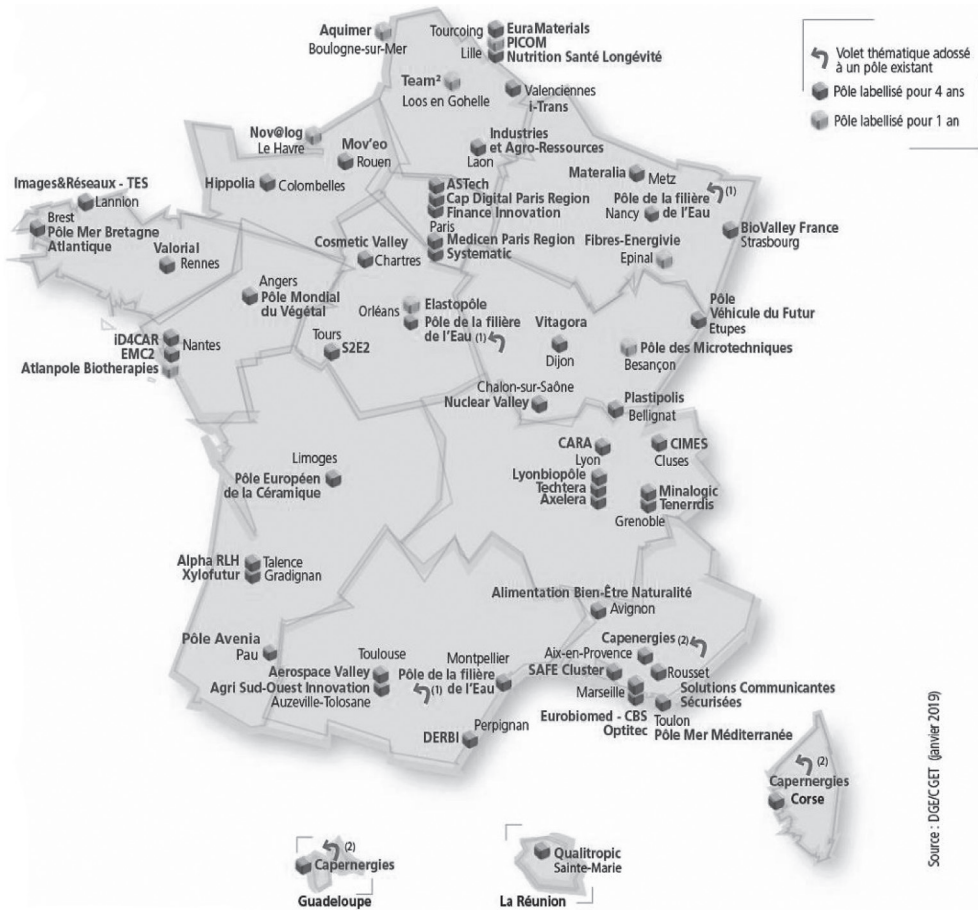 Aquimer
Boulogne-sur-Mer
Tourcoing
EuraMaterials
PICOM
Lille
Nutrition Santé Longévité
Team²
Loos en Gohelle
Valenciennes
i-Trans
Volet thématique adossé
à un pôle existant
Pôle labellisé pour 4 ans
Pôle labellisé pour 1 an
Nov@log
Le Havre
Mov'eo
Rouen
Industries
et Agro-Ressources
Laon
Hippolia
Colombelles
Materalia
Metz
Pôle de la filière
de l'Eau
(1)
Nancy
Images&Réseaux - TES
Lannion
Brest
Pôle Mer Bretagne
Atlantique
Valorial
Rennes
ASTech
Cap Digital Paris Region
Finance Innovation
Paris
Medicen Paris Region
Systematic
Cosmetic Valley
Chartres
BioValley France
Strasbourg
Fibres-Energivie
Epinal
Angers
Pôle Mondial
du Végétal
Orléans
Elastopôle
Pôle de la filière
de l'Eau (1)
Vitagora
Dijon
Pôle
Véhicule du Futur
Etupes
iD4CAR
EMC2
Nantes
Atlanpole Biotherapies
Tours
S2E2
Pôle des Microtechniques
Besançon
Chalon-sur-Saône
Nuclear Valley
Plastipolis
Bellignat
CARA
Lyon
CIMES
Cluses
Limoges
Pôle Européen
de la Céramique
Lyonbiopôle
Techtera
Axelera
Minalogic
Tenerrdis
Grenoble
Alpha RLH
Talence
Xylofutur
Gradignan
Alimentation Bien-Être Naturalité
Avignon
Pôle Avenia
Pau
Toulouse
Aerospace Valley
Agri Sud-Ouest Innovation
Auzeville-Tolosane
Montpellier
Pôle de la filière
de l'Eau
(1)
Capenergies (2)
Aix-en-Provence
SAFE Cluster
Rousset
Marseille
Solutions Communicantes
Sécurisées
Eurobiomed - CBS
Optitec
Toulon
Pôle Mer Méditerranée
DERBI
Perpignan
(2)
Capernergies
Corse
Source : DGE/CGET (janvier 2019)
(2)
Capernergies
Guadeloupe
Qualitropic
Sainte-Marie
La Réunion